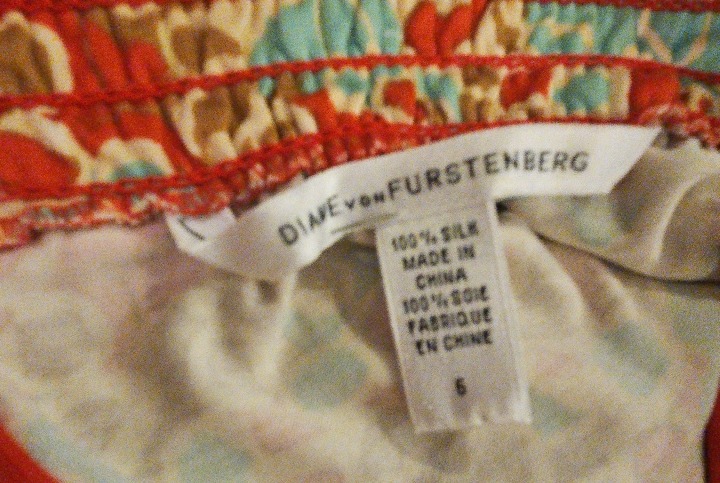 DIANE VON FURSTENBERG
100% SILK
MADE IN
CHINA
100% SOIE
FABRIQUE
EN CHINE
6